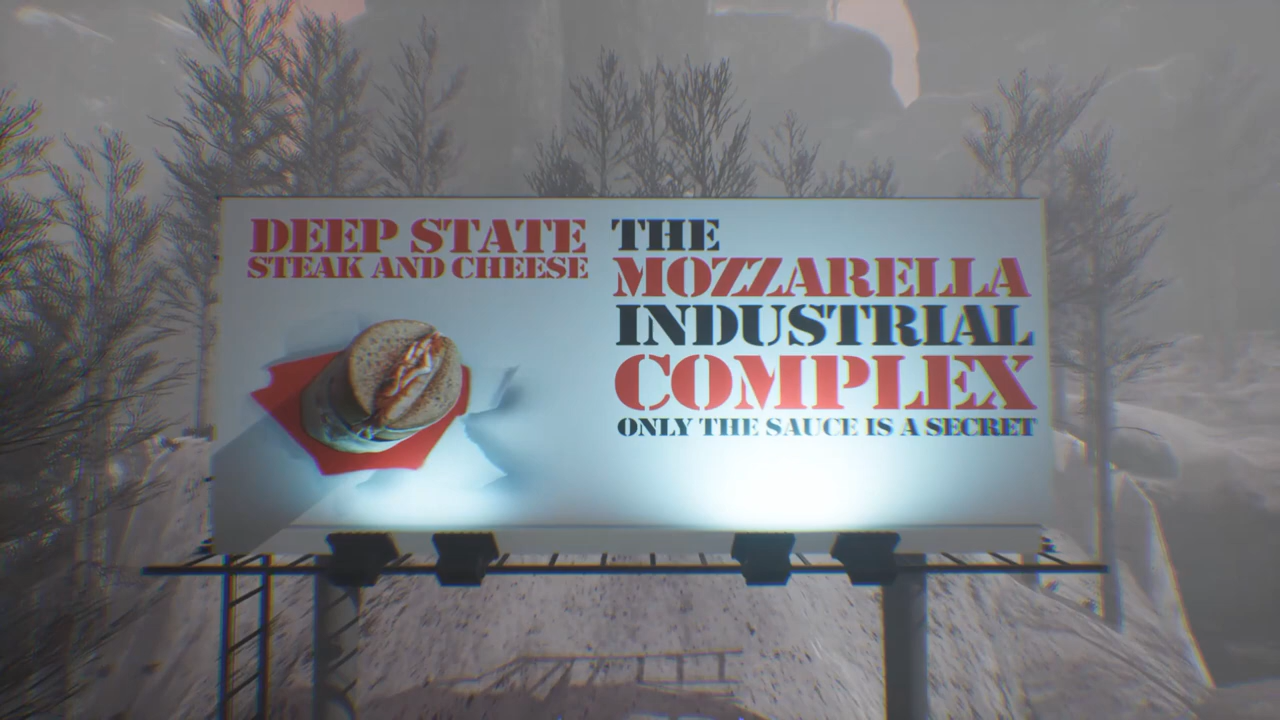 DEEP STATE
STEAK AND CHEESE
THE
MOZZARELLA
INDUSTRIAL
COMPLEX
ONLY THE SAUCE IS A SECRET